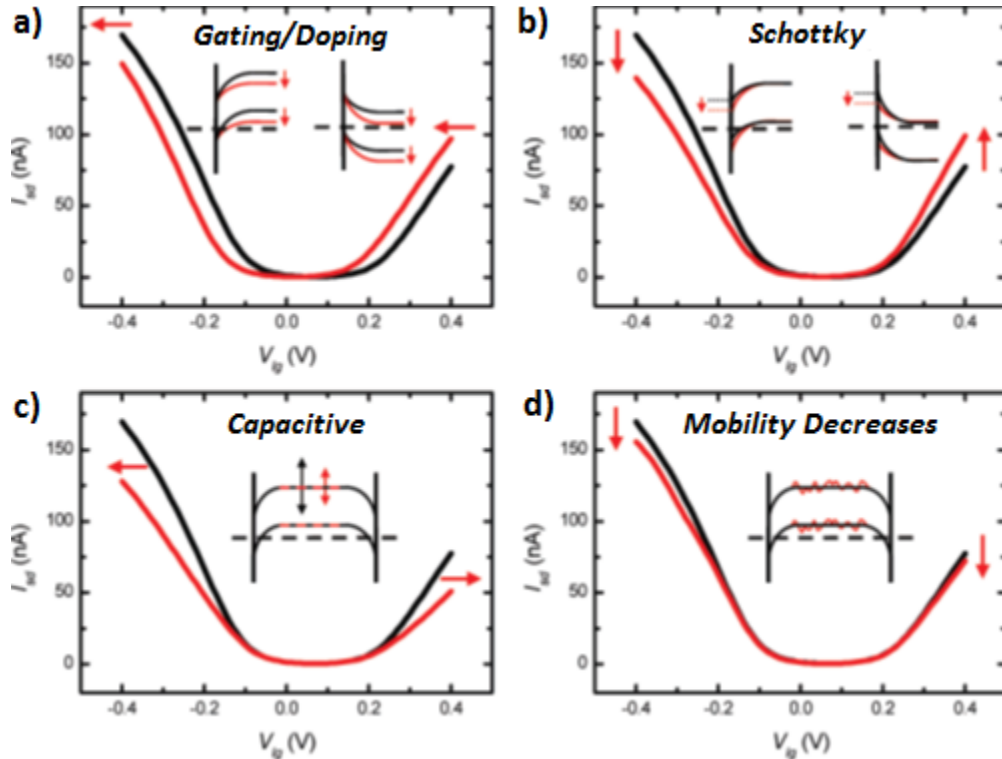 a)
Gating/Doping
150
100
50
0
I_sd (nA)
-0.4 -0.2 0.0 0.2 0.4
V_lg (V)
b)
Schottky
150
100
50
0
I_sd (nA)
-0.4 -0.2 0.0 0.2 0.4
V_lg (V)
c)
Capacitive
150
100
50
0
I_sd (nA)
-0.4 -0.2 0.0 0.2 0.4
V_lg (V)
d)
Mobility Decreases
150
100
50
0
I_sd (nA)
-0.4 -0.2 0.0 0.2 0.4
V_lg (V)